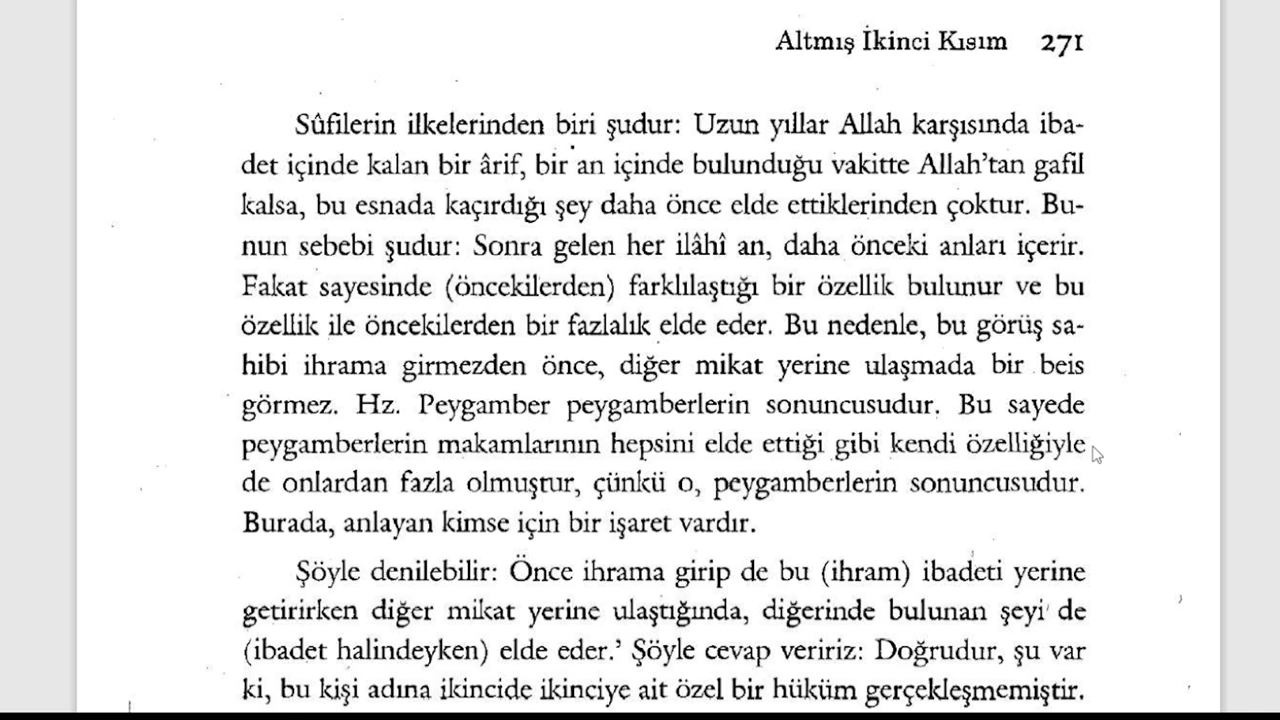 Altmış İkinci Kısım 271
Sûfilerin ilkelerinden biri şudur: Uzun yıllar Allah karşısında iba-
det içinde kalan bir ârif, bir an içinde bulunduğu vakitte Allah’tan gafil
kalsa, bu esnada kaçırdığı şey daha önce elde ettiklerinden çoktur. Bu-
nun sebebi şudur: Sonra gelen her ilâhî an, daha önceki anları içerir.
Fakat sayesinde (öncekilerden) farklılaştığı bir özellik bulunur ve bu
özellik ile öncekilerden bir fazlalık elde eder. Bu nedenle, bu görüş sa-
hibi ihrama girmezden önce, diğer mikat yerine ulaşmada bir beis
görmez. Hz. Peygamber peygamberlerin sonuncusudur. Bu sayede
peygamberlerin makamlarının hepsini elde ettiği gibi kendi özelliğiyle
de onlardan fazla olmuştur, çünkü o, peygamberlerin sonuncusudur.
Burada, anlayan kimse için bir işaret vardır.
Şöyle denilebilir: Önce ihrama girip de bu (ihram) ibadeti yerine
getirirken diğer mikat yerine ulaştığında, diğerinde bulunan şeyi de
(ibadet halindeyken) elde eder.’ Şöyle cevap veririz: Doğrudur, şu var
ki, bu kişi adına ikincide ikinciye ait özel bir hüküm gerçekleşmemiştir.